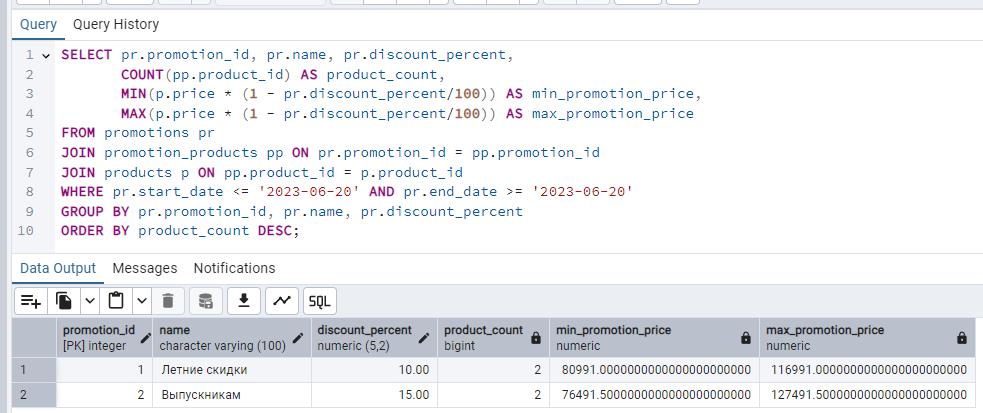 Query Query History
1 SELECT pr.promotion_id, pr.name, pr.discount_percent,
2 COUNT(pp.product_id) AS product_count,
3 MIN(p.price * (1 - pr.discount_percent/100)) AS min_promotion_price,
4 MAX(p.price * (1 - pr.discount_percent/100)) AS max_promotion_price
5 FROM promotions pr
6 JOIN promotion_products pp ON pr.promotion_id = pp.promotion_id
7 JOIN products p ON pp.product_id = p.product_id
8 WHERE pr.start_date <= '2023-06-20' AND pr.end_date >= '2023-06-20'
9 GROUP BY pr.promotion_id, pr.name, pr.discount_percent
10 ORDER BY product_count DESC;
Data Output Messages Notifications
SQL
promotion_id name discount_percent product_count min_promotion_price max_promotion_price
[PK] integer character varying (100) numeric (5,2) bigint numeric numeric
1 1 Летние скидки 10.00 2 80991.0000000000000000000000 116991.0000000000000000000000
2 2 Выпускникам 15.00 2 76491.5000000000000000000000 127491.5000000000000000000000